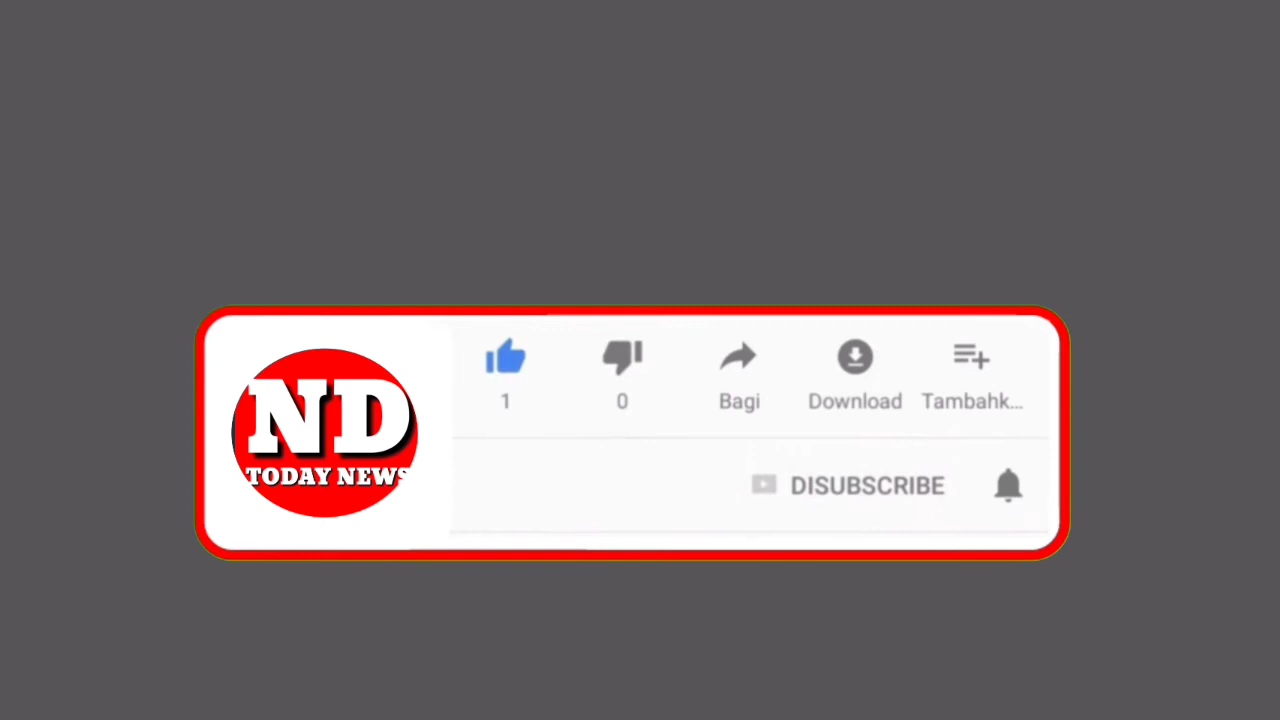 ND
TODAY NEWS
1
0
Bagi
Download
Tambahk...
DISUBSCRIBE